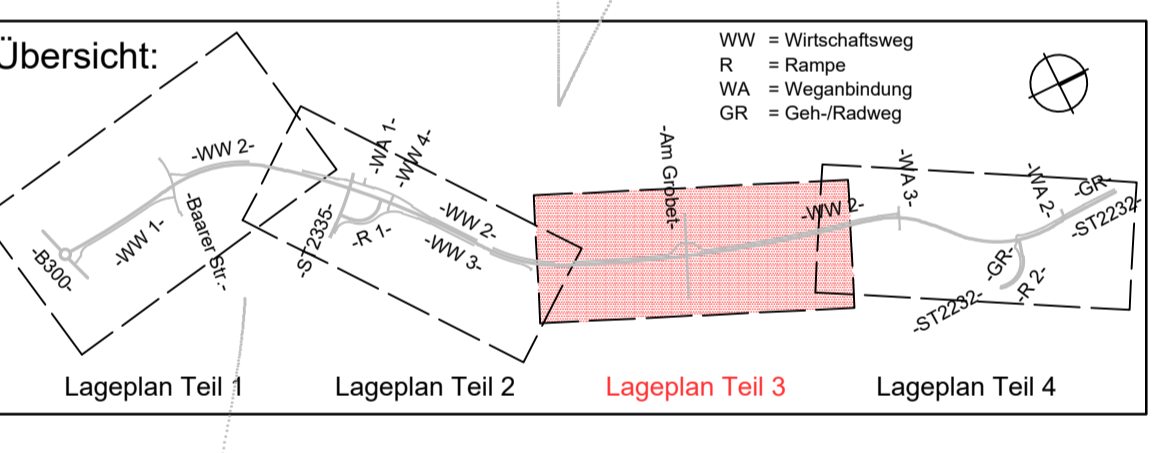 Übersicht:
WW = Wirtschaftsweg
R = Rampe
WA = Weganbindung
GR = Geh-/Radweg
-B300-
-WW 1-
-WW 2-
-Baarer Str.-
-ST2335-
-R 1-
-WA 1-
-WW 4-
-WW 2-
-WW 3-
-Am Grobet-
-WW 2-
-WA 3-
-WA 2-
-GR-
-ST2232-
-GR-
-R 2-
-ST2232-
Lageplan Teil 1
Lageplan Teil 2
Lageplan Teil 3
Lageplan Teil 4